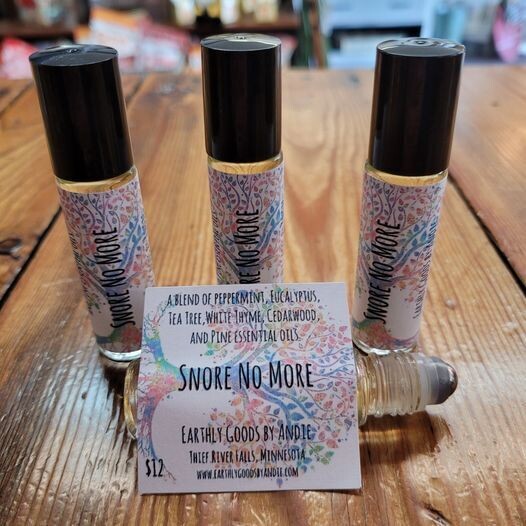 Snore No More
Snore No More
Snore No More
A blend of peppermint, Eucalyptus,
Tea Tree, White Thyme, Cedarwood,
and Pine essential oils.
Snore No More
Earthly Goods by Andie
Thief River Falls, Minnesota
www.earthlygoodsbyandie.com
$12